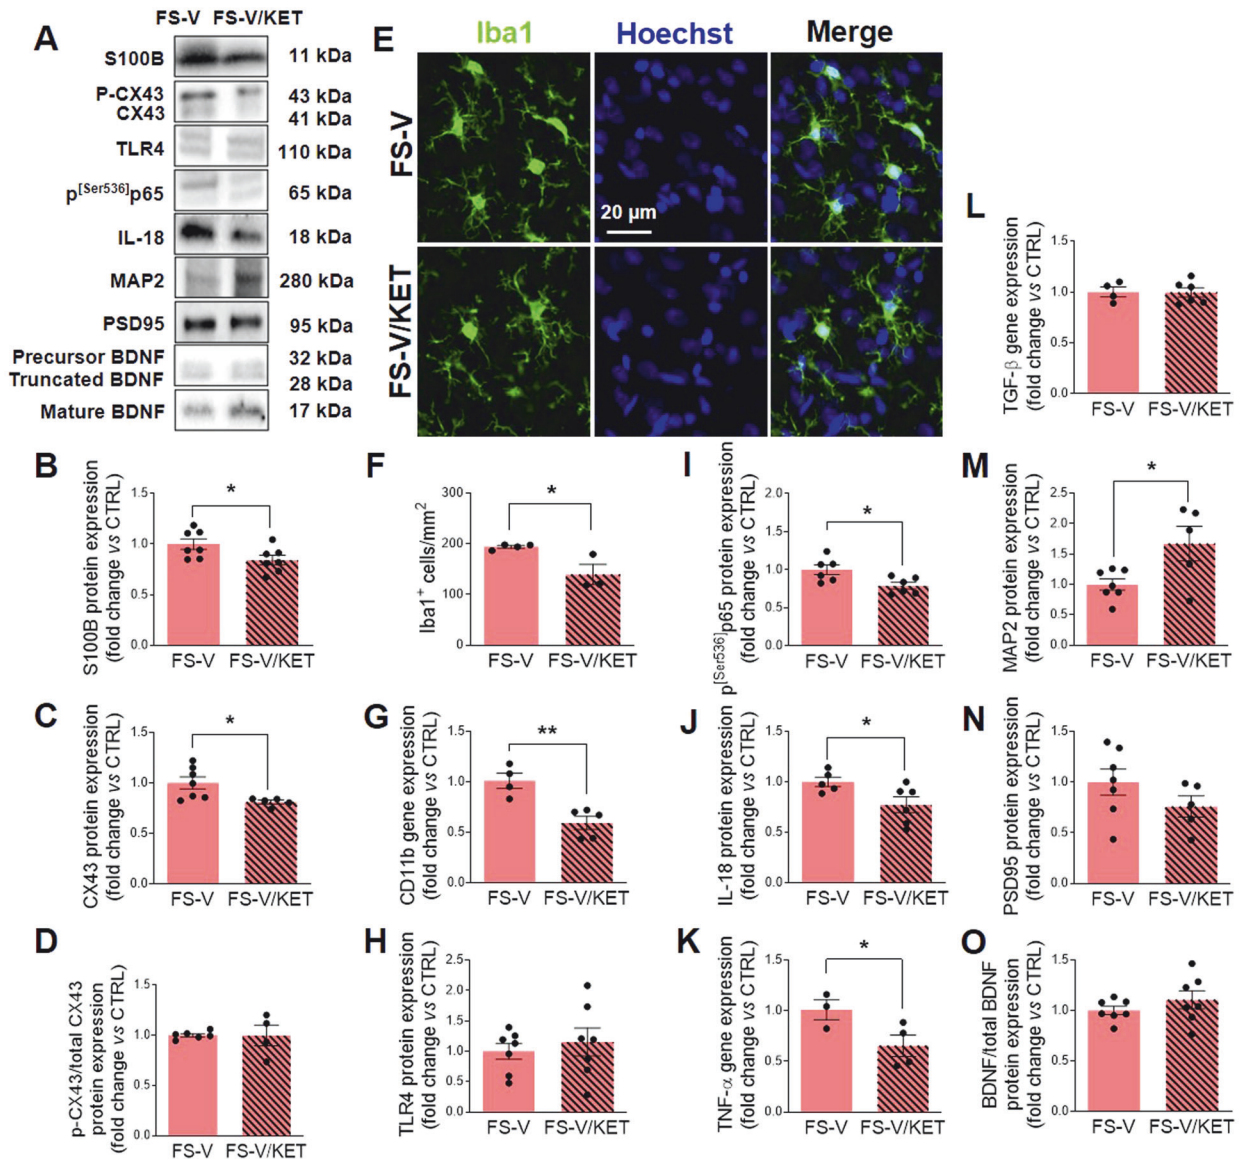 A
FS-V FS-V/KET
S100B 11 kDa
P-CX43 43 kDa
CX43 41 kDa
TLR4 110 kDa
p[Ser536]p65 65 kDa
IL-18 18 kDa
MAP2 280 kDa
PSD95 95 kDa
Precursor BDNF 32 kDa
Truncated BDNF 28 kDa
Mature BDNF 17 kDa
E
Iba1 Hoechst Merge
FS-V
20 µm
FS-V/KET
L
TGF-β gene expression
(fold change vs CTRL)
1.5
1.0
0.5
0.0
FS-V FS-V/KET
B
S100B protein expression
(fold change vs CTRL)
1.5
1.0
0.5
0.0
*
FS-V FS-V/KET
F
Iba1+ cells/mm2
300
200
100
0
*
FS-V FS-V/KET
I
p[Ser536]p65 protein expression
(fold change vs CTRL)
2.0
1.5
1.0
0.5
0.0
*
FS-V FS-V/KET
M
MAP2 protein expression
(fold change vs CTRL)
2.5
2.0
1.5
1.0
0.5
0.0
*
FS-V FS-V/KET
C
CX43 protein expression
(fold change vs CTRL)
1.5
1.0
0.5
0.0
*
FS-V FS-V/KET
G
CD11b gene expression
(fold change vs CTRL)
1.5
1.0
0.5
0.0
**
FS-V FS-V/KET
J
IL-18 protein expression
(fold change vs CTRL)
1.5
1.0
0.5
0.0
*
FS-V FS-V/KET
N
PSD95 protein expression
(fold change vs CTRL)
1.5
1.0
0.5
0.0
FS-V FS-V/KET
D
p-CX43/total CX43
protein expression
(fold change vs CTRL)
1.5
1.0
0.5
0.0
FS-V FS-V/KET
H
TLR4 protein expression
(fold change vs CTRL)
2.5
2.0
1.5
1.0
0.5
0.0
FS-V FS-V/KET
K
TNF-α gene expression
(fold change vs CTRL)
1.5
1.0
0.5
0.0
*
FS-V FS-V/KET
O
BDNF/total BDNF
protein expression
(fold change vs CTRL)
1.5
1.0
0.5
0.0
FS-V FS-V/KET